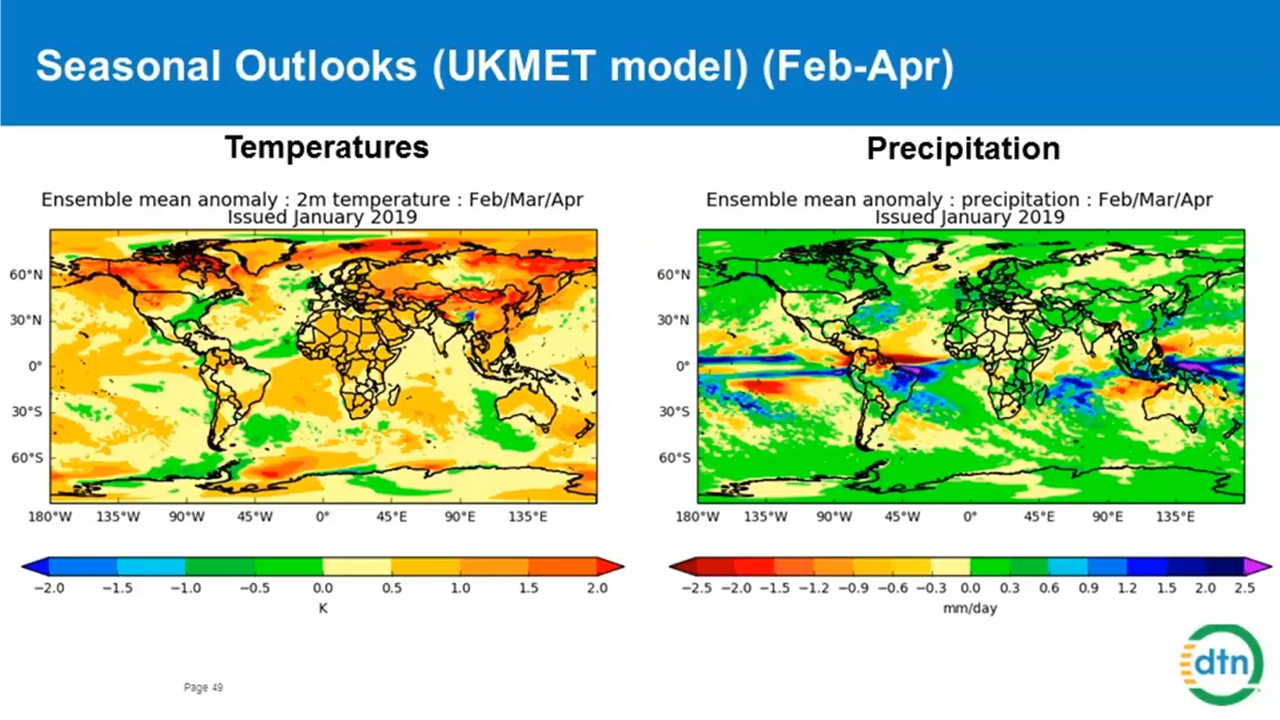 Seasonal Outlooks (UKMET model) (Feb-Apr)
Temperatures
Ensemble mean anomaly : 2m temperature : Feb/Mar/Apr
Issued January 2019
60°N
30°N
0°
30°S
60°S
180°W 135°W 90°W 45°W 0° 45°E 90°E 135°E
−2.0 −1.5 −1.0 −0.5 0.0 0.5 1.0 1.5 2.0
K
Precipitation
Ensemble mean anomaly : precipitation : Feb/Mar/Apr
Issued January 2019
60°N
30°N
0°
30°S
60°S
180°W 135°W 90°W 45°W 0° 45°E 90°E 135°E
−2.5 −2.0 −1.5 −1.2 −0.9 −0.6 −0.3 0.0 0.3 0.6 0.9 1.2 1.5 2.0 2.5
mm/day
Page 49
dtn